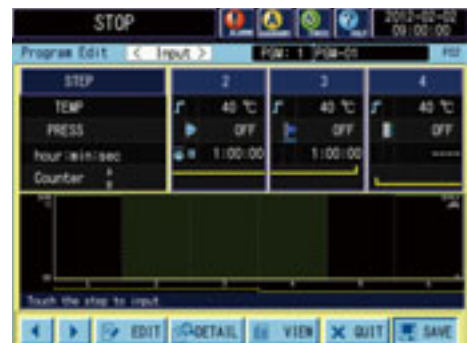 STOP 2012-02-02 09:00:00
Program Edit < Input > PGM: 1 PGM-01
STEP 2 3 4
TEMP 40 ℃ 40 ℃ 40 ℃
PRESS OFF OFF OFF
hour:min:sec 1:00:00 1:00:00 -----
Counter
Touch the step to input
EDIT DETAIL VIEW QUIT SAVE